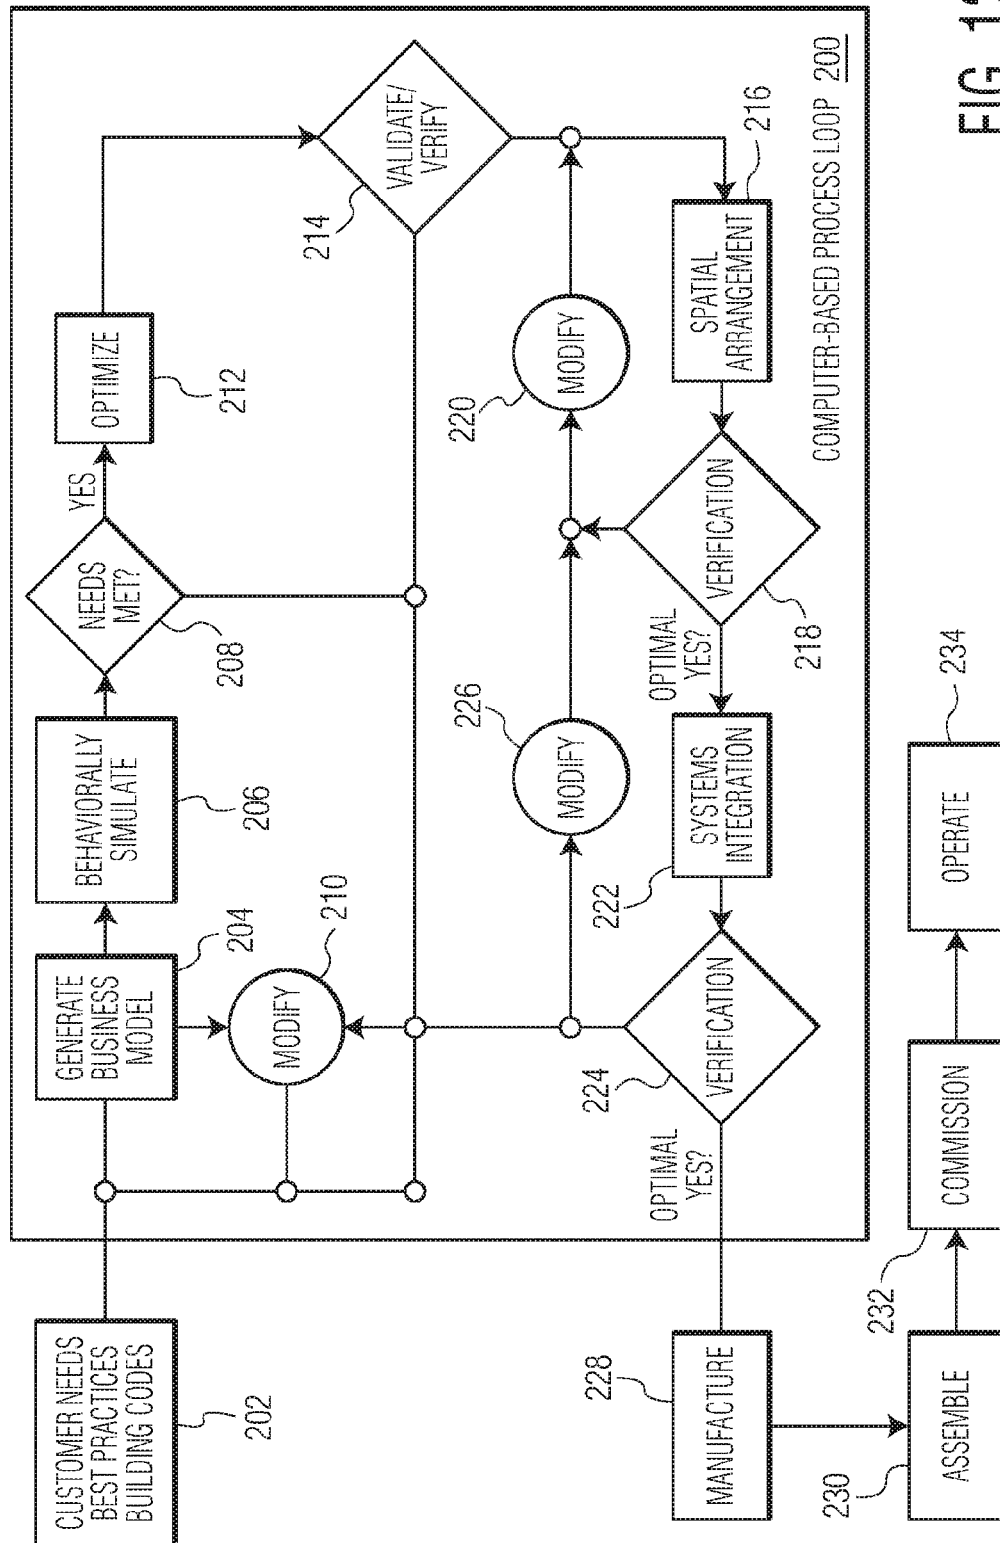 CUSTOMER NEEDS
BEST PRACTICES
BUILDING CODES
202
GENERATE
BUSINESS
MODEL
204
BEHAVIORALLY
SIMULATE
206
NEEDS
MET?
208
YES
OPTIMIZE
212
MODIFY
210
VALIDATE/
VERIFY
214
MODIFY
226
MODIFY
220
OPTIMAL
YES?
VERIFICATION
224
SYSTEMS
INTEGRATION
222
OPTIMAL
YES?
VERIFICATION
218
SPATIAL
ARRANGEMENT
216
COMPUTER-BASED PROCESS LOOP 200
MANUFACTURE
228
ASSEMBLE
230
COMMISSION
232
OPERATE
234
FIG.